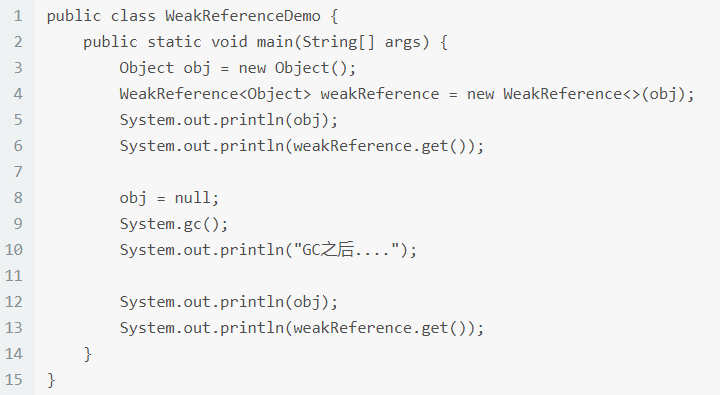 1 public class WeakReferenceDemo {
2     public static void main(String[] args) {
3         Object obj = new Object();
4         WeakReference<Object> weakReference = new WeakReference<>(obj);
5         System.out.println(obj);
6         System.out.println(weakReference.get());
7
8         obj = null;
9         System.gc();
10         System.out.println("GC之后....");
11
12         System.out.println(obj);
13         System.out.println(weakReference.get());
14     }
15 }